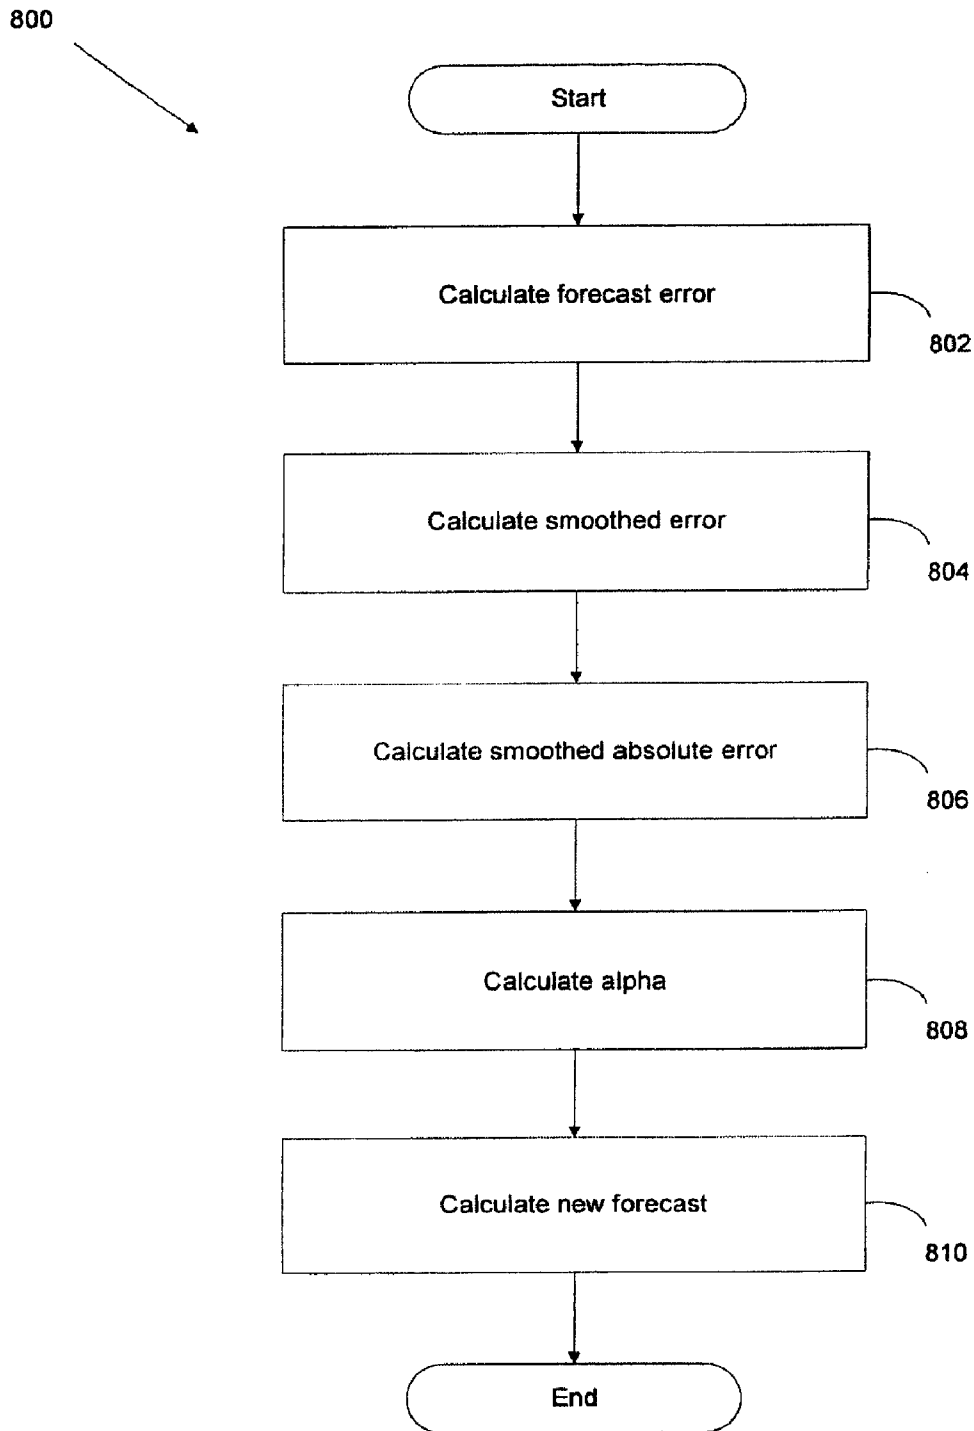 800
Start
Calculate forecast error
802
Calculate smoothed error
804
Calculate smoothed absolute error
806
Calculate alpha
808
Calculate new forecast
810
End